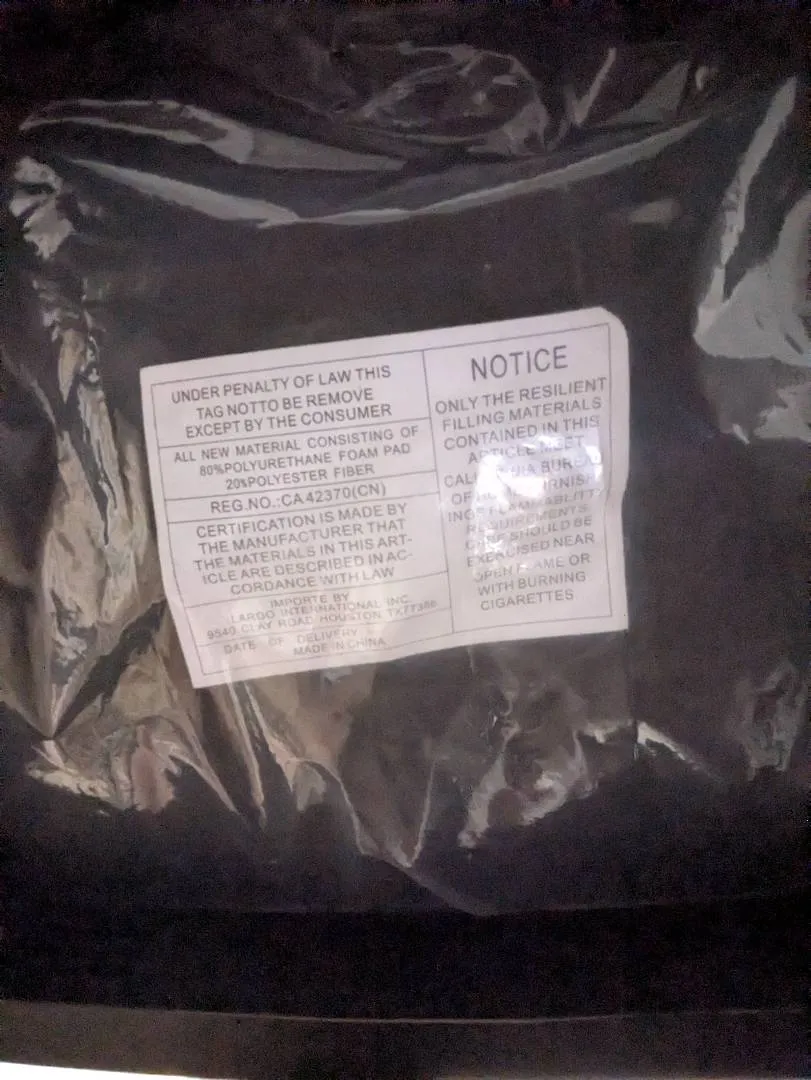 UNDER PENALTY OF LAW THIS
TAG NOTTO BE REMOVE
EXCEPT BY THE CONSUMER
ALL NEW MATERIAL CONSISTING OF
80%POLYURETHANE FOAM PAD
20%POLYESTER FIBER
REG.NO.:CA42370(CN)
CERTIFICATION IS MADE BY
THE MANUFACTURER THAT
THE MATERIALS IN THIS ART-
ICLE ARE DESCRIBED IN AC-
CORDANCE WITH LAW
IMPORTE BY
LARGO INTERNATIONAL INC.
9540 CLAY ROAD HOUSTON
DATE OF DELIVERY
MADE IN CHINA
NOTICE
ONLY THE RESILIENT
FILLING MATERIALS
CONTAINED IN THIS
ARTICLE MEET
BUREAU
OF
REQUIREMENTS
SHOULD BE
EXERCISED NEAR
OPEN FLAME OR
WITH BURNING
CIGARETTES